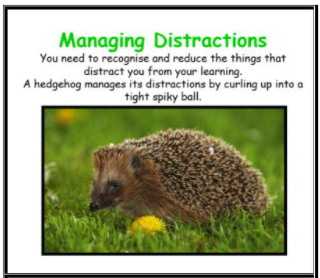 Managing Distractions
You need to recognise and reduce the things that
distract you from your learning.
A hedgehog manages its distractions by curling up into a
tight spiky ball.